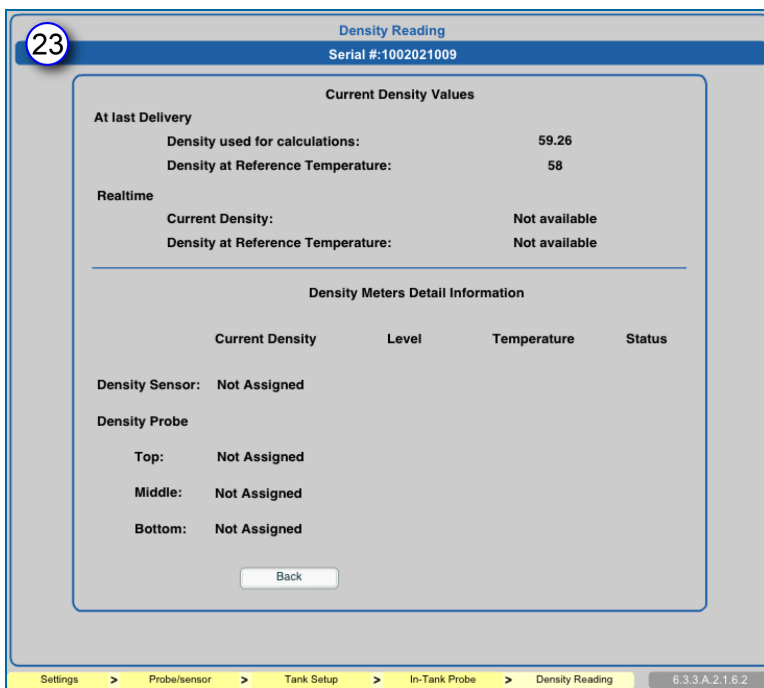 23
Density Reading
Serial #:1002021009
Current Density Values
At last Delivery
Density used for calculations: 59.26
Density at Reference Temperature: 58
Realtime
Current Density: Not available
Density at Reference Temperature: Not available
Density Meters Detail Information
Current Density Level Temperature Status
Density Sensor: Not Assigned
Density Probe
Top: Not Assigned
Middle: Not Assigned
Bottom: Not Assigned
Back
Settings > Probe/sensor > Tank Setup > In-Tank Probe > Density Reading 6.3.3.A.2.1.6.2